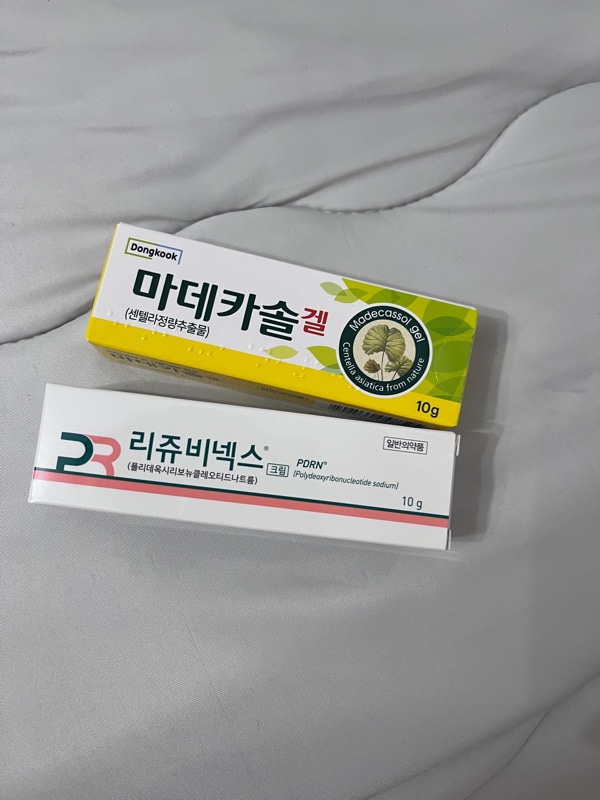 Dongkook
마데카솔겔
(센텔라정량추출물)
Madecassol gel
Centella asiatica from nature
10g
PR
리쥬비넥스®
크림
(폴리데옥시리보뉴클레오티드나트륨)
PDRN®
(Polydeoxyribonucleotide sodium)
일반의약품
10 g